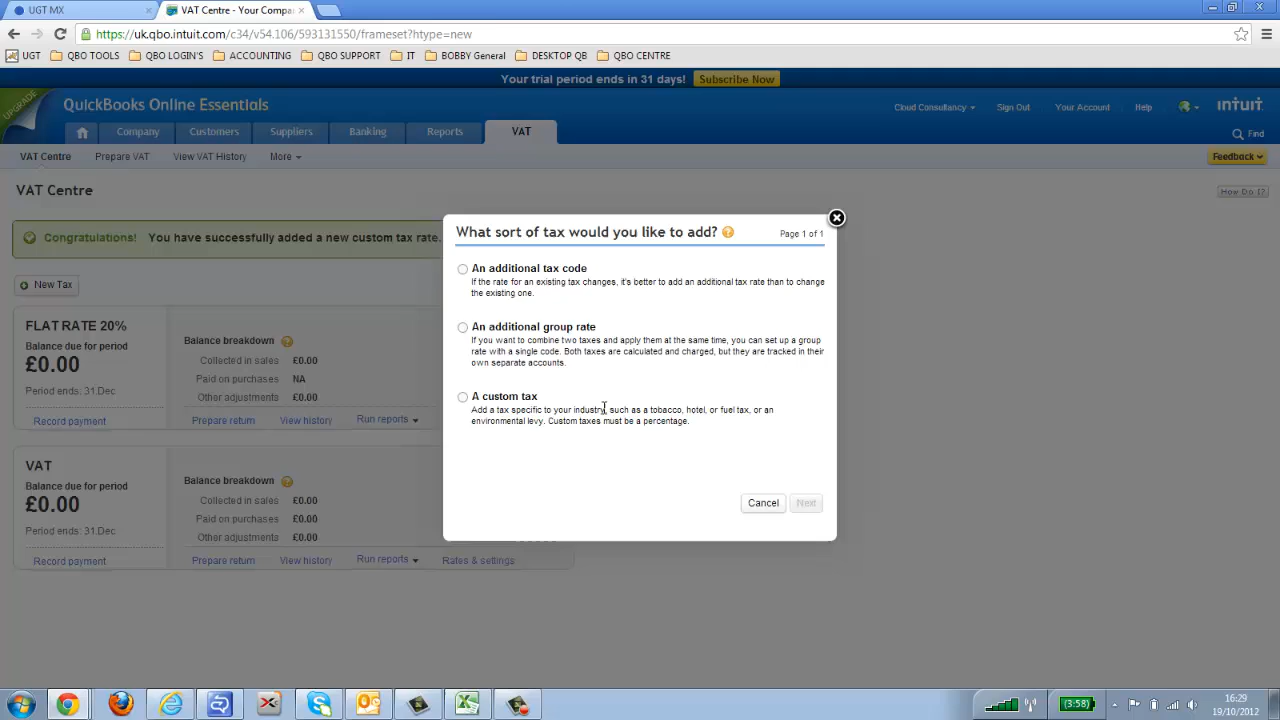 UGT MX
VAT Centre - Your Compa
https://uk.qbo.intuit.com/c34/v54.106/593131550/frameset?htype=new
UGT QBO TOOLS QBO LOGIN'S ACCOUNTING QBO SUPPORT IT BOBBY General DESKTOP QB QBO CENTRE
Your trial period ends in 31 days! Subscribe Now
QuickBooks Online Essentials
Cloud Consultancy Sign Out Your Account Help INTUIT
Company Customers Suppliers Banking Reports VAT
Find
VAT Centre Prepare VAT View VAT History More
Feedback
VAT Centre
How Do I?
Congratulations! You have successfully added a new custom tax rate.
New Tax
FLAT RATE 20%
Balance due for period
£0.00
Period ends: 31.Dec
Record payment
Balance breakdown
Collected in sales £0.00
Paid on purchases NA
Other adjustments £0.00
Prepare return View history Run reports
VAT
Balance due for period
£0.00
Period ends: 31.Dec
Record payment
Balance breakdown
Collected in sales £0.00
Paid on purchases £0.00
Other adjustments £0.00
Prepare return View history Run reports Rates & settings
What sort of tax would you like to add?
Page 1 of 1
An additional tax code
If the rate for an existing tax changes, it's better to add an additional tax rate than to change
the existing one.
An additional group rate
If you want to combine two taxes and apply them at the same time, you can set up a group
rate with a single code. Both taxes are calculated and charged, but they are tracked in their
own separate accounts.
A custom tax
Add a tax specific to your industry, such as a tobacco, hotel, or fuel tax, or an
environmental levy. Custom taxes must be a percentage.
Cancel Next
(3:58)
16:29
19/10/2012